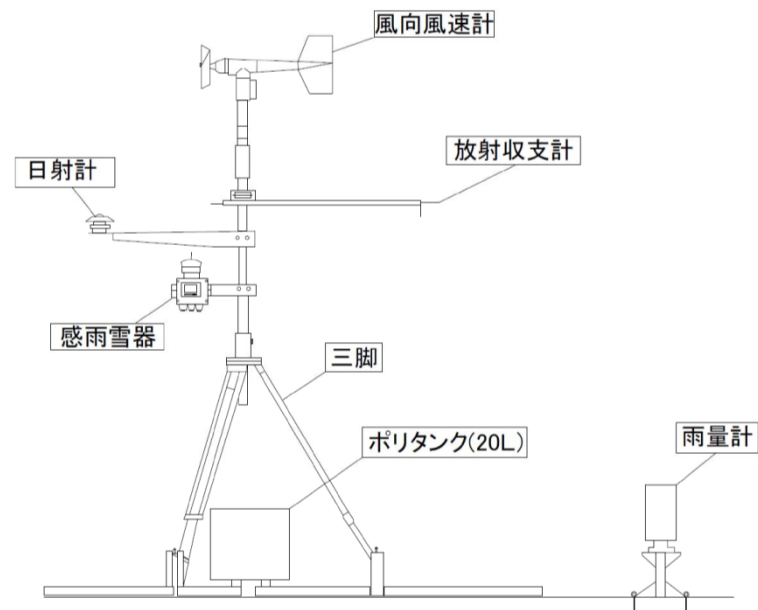 風向風速計
放射収支計
日射計
感雨雪器
三脚
ポリタンク(20L)
雨量計